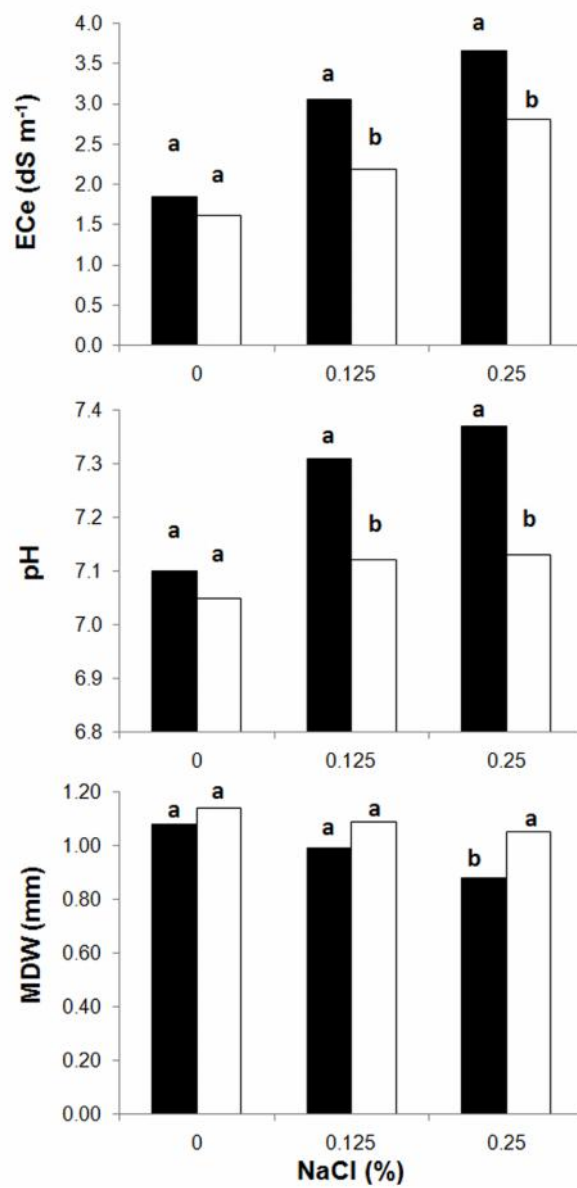 ECe (dS m⁻¹)
4.0
3.5
3.0
2.5
2.0
1.5
1.0
0.5
0.0
a
a
a
b
a
b
0
0.125
0.25
pH
7.4
7.3
7.2
7.1
7.0
6.9
6.8
a
a
a
b
a
b
0
0.125
0.25
MDW (mm)
1.20
1.00
0.80
0.60
0.40
0.20
0.00
a
a
a
a
b
a
0
0.125
0.25
NaCl (%)